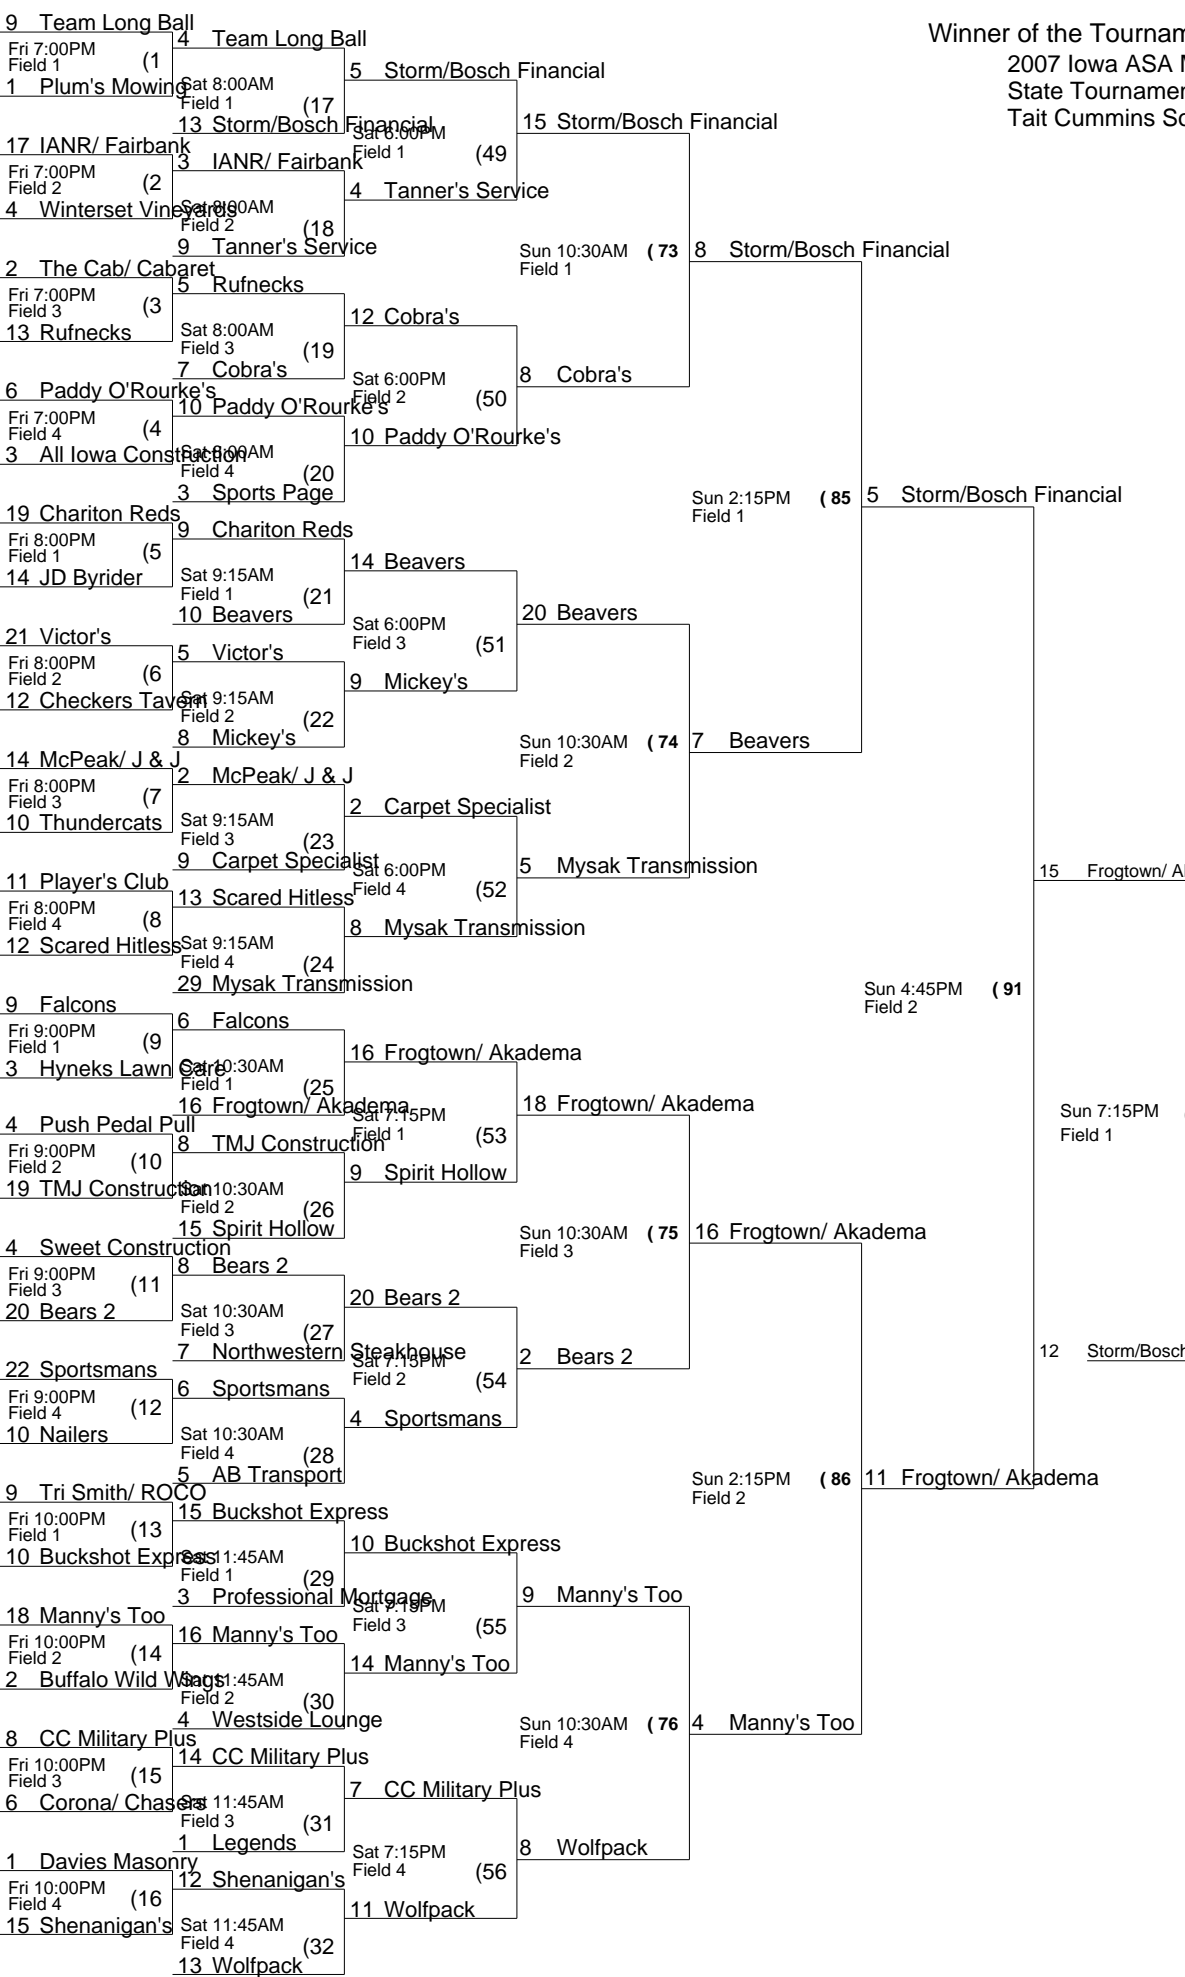 Winner of the Tournam
2007 Iowa ASA M
State Tournamen
Tait Cummins So
9 Team Long Ball
Fri 7:00PM
Field 1 (1
1 Plum's Mowing
17 IANR/ Fairbank
Fri 7:00PM
Field 2 (2
4 Winterset Vineyards
2 The Cab/ Cabaret
Fri 7:00PM
Field 3 (3
13 Rufnecks
6 Paddy O'Rourke's
Fri 7:00PM
Field 4 (4
3 All Iowa Construction
19 Chariton Reds
Fri 8:00PM
Field 1 (5
14 JD Byrider
21 Victor's
Fri 8:00PM
Field 2 (6
12 Checkers Tavern
14 McPeak/ J & J
Fri 8:00PM
Field 3 (7
10 Thundercats
11 Player's Club
Fri 8:00PM
Field 4 (8
12 Scared Hitless
9 Falcons
Fri 9:00PM
Field 1 (9
3 Hyneks Lawn Care
4 Push Pedal Pull
Fri 9:00PM
Field 2 (10
19 TMJ Construction
4 Sweet Construction
Fri 9:00PM
Field 3 (11
20 Bears 2
22 Sportsmans
Fri 9:00PM
Field 4 (12
10 Nailers
9 Tri Smith/ ROCO
Fri 10:00PM
Field 1 (13
10 Buckshot Express
18 Manny's Too
Fri 10:00PM
Field 2 (14
2 Buffalo Wild Wings
8 CC Military Plus
Fri 10:00PM
Field 3 (15
6 Corona/ Chasers
1 Davies Masonry
Fri 10:00PM
Field 4 (16
15 Shenanigan's
4 Team Long Ball
Sat 8:00AM
Field 1 (17
13 Storm/Bosch Financial
3 IANR/ Fairbank
Sat 8:00AM
Field 2 (18
9 Tanner's Service
5 Rufnecks
Sat 8:00AM
Field 3 (19
7 Cobra's
10 Paddy O'Rourke's
Sat 8:00AM
Field 4 (20
3 Sports Page
9 Chariton Reds
Sat 9:15AM
Field 1 (21
10 Beavers
5 Victor's
Sat 9:15AM
Field 2 (22
8 Mickey's
2 McPeak/ J & J
Sat 9:15AM
Field 3 (23
9 Carpet Specialist
13 Scared Hitless
Sat 9:15AM
Field 4 (24
29 Mysak Transmission
6 Falcons
Sat 10:30AM
Field 1 (25
16 Frogtown/ Akadema
8 TMJ Construction
Sat 10:30AM
Field 2 (26
15 Spirit Hollow
8 Bears 2
Sat 10:30AM
Field 3 (27
7 Northwestern Steakhouse
6 Sportsmans
Sat 10:30AM
Field 4 (28
5 AB Transport
15 Buckshot Express
Sat 11:45AM
Field 1 (29
3 Professional Mortgage
16 Manny's Too
Sat 11:45AM
Field 2 (30
4 Westside Lounge
14 CC Military Plus
Sat 11:45AM
Field 3 (31
1 Legends
12 Shenanigan's
Sat 11:45AM
Field 4 (32
13 Wolfpack
5 Storm/Bosch Financial
Sat 6:00PM
Field 1 (49
4 Tanner's Service
12 Cobra's
Sat 6:00PM
Field 2 (50
10 Paddy O'Rourke's
14 Beavers
Sat 6:00PM
Field 3 (51
9 Mickey's
2 Carpet Specialist
Sat 6:00PM
Field 4 (52
8 Mysak Transmission
16 Frogtown/ Akadema
Sat 7:15PM
Field 1 (53
9 Spirit Hollow
20 Bears 2
Sat 7:15PM
Field 2 (54
4 Sportsmans
10 Buckshot Express
Sat 7:15PM
Field 3 (55
14 Manny's Too
7 CC Military Plus
Sat 7:15PM
Field 4 (56
11 Wolfpack
15 Storm/Bosch Financial
Sun 10:30AM ( 73
Field 1
8 Cobra's
20 Beavers
Sun 10:30AM ( 74
Field 2
5 Mysak Transmission
18 Frogtown/ Akadema
Sun 10:30AM ( 75
Field 3
2 Bears 2
9 Manny's Too
Sun 10:30AM ( 76
Field 4
8 Wolfpack
8 Storm/Bosch Financial
Sun 2:15PM ( 85
Field 1
7 Beavers
16 Frogtown/ Akadema
Sun 2:15PM ( 86
Field 2
4 Manny's Too
5 Storm/Bosch Financial
Sun 4:45PM ( 91
Field 2
11 Frogtown/ Akadema
15 Frogtown/ A
Sun 7:15PM
Field 1
12 Storm/Bosch